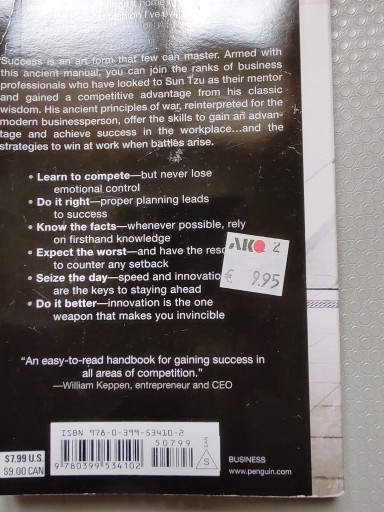 Success is an art form that few can master. Armed with
this ancient manual, you can join the ranks of business
professionals who have looked to Sun Tzu as their mentor
and gained a competitive advantage from his classic
wisdom. His ancient principles of war, reinterpreted for the
modern businessperson, offer the skills to gain an advan-
tage and achieve success in the workplace...and the
strategies to win at work when battles arise.
• Learn to compete—but never lose
emotional control
• Do it right—proper planning leads
to success
• Know the facts—whenever possible, rely
on firsthand knowledge
AKO 2
• Expect the worst—and have the
to counter any setback
€ 9.95
• Seize the day—speed and
are the keys to staying ahead
• Do it better—innovation is the one
weapon that makes you invincible
"An easy-to-read handbook for gaining success in
all areas of competition."
—William Keppen, entrepreneur and CEO
ISBN 978-0-399-53410-2
50799
EAN
S
9 780399 534102
$7.99 U.S.
$9.00 CAN
BUSINESS
www.penguin.com